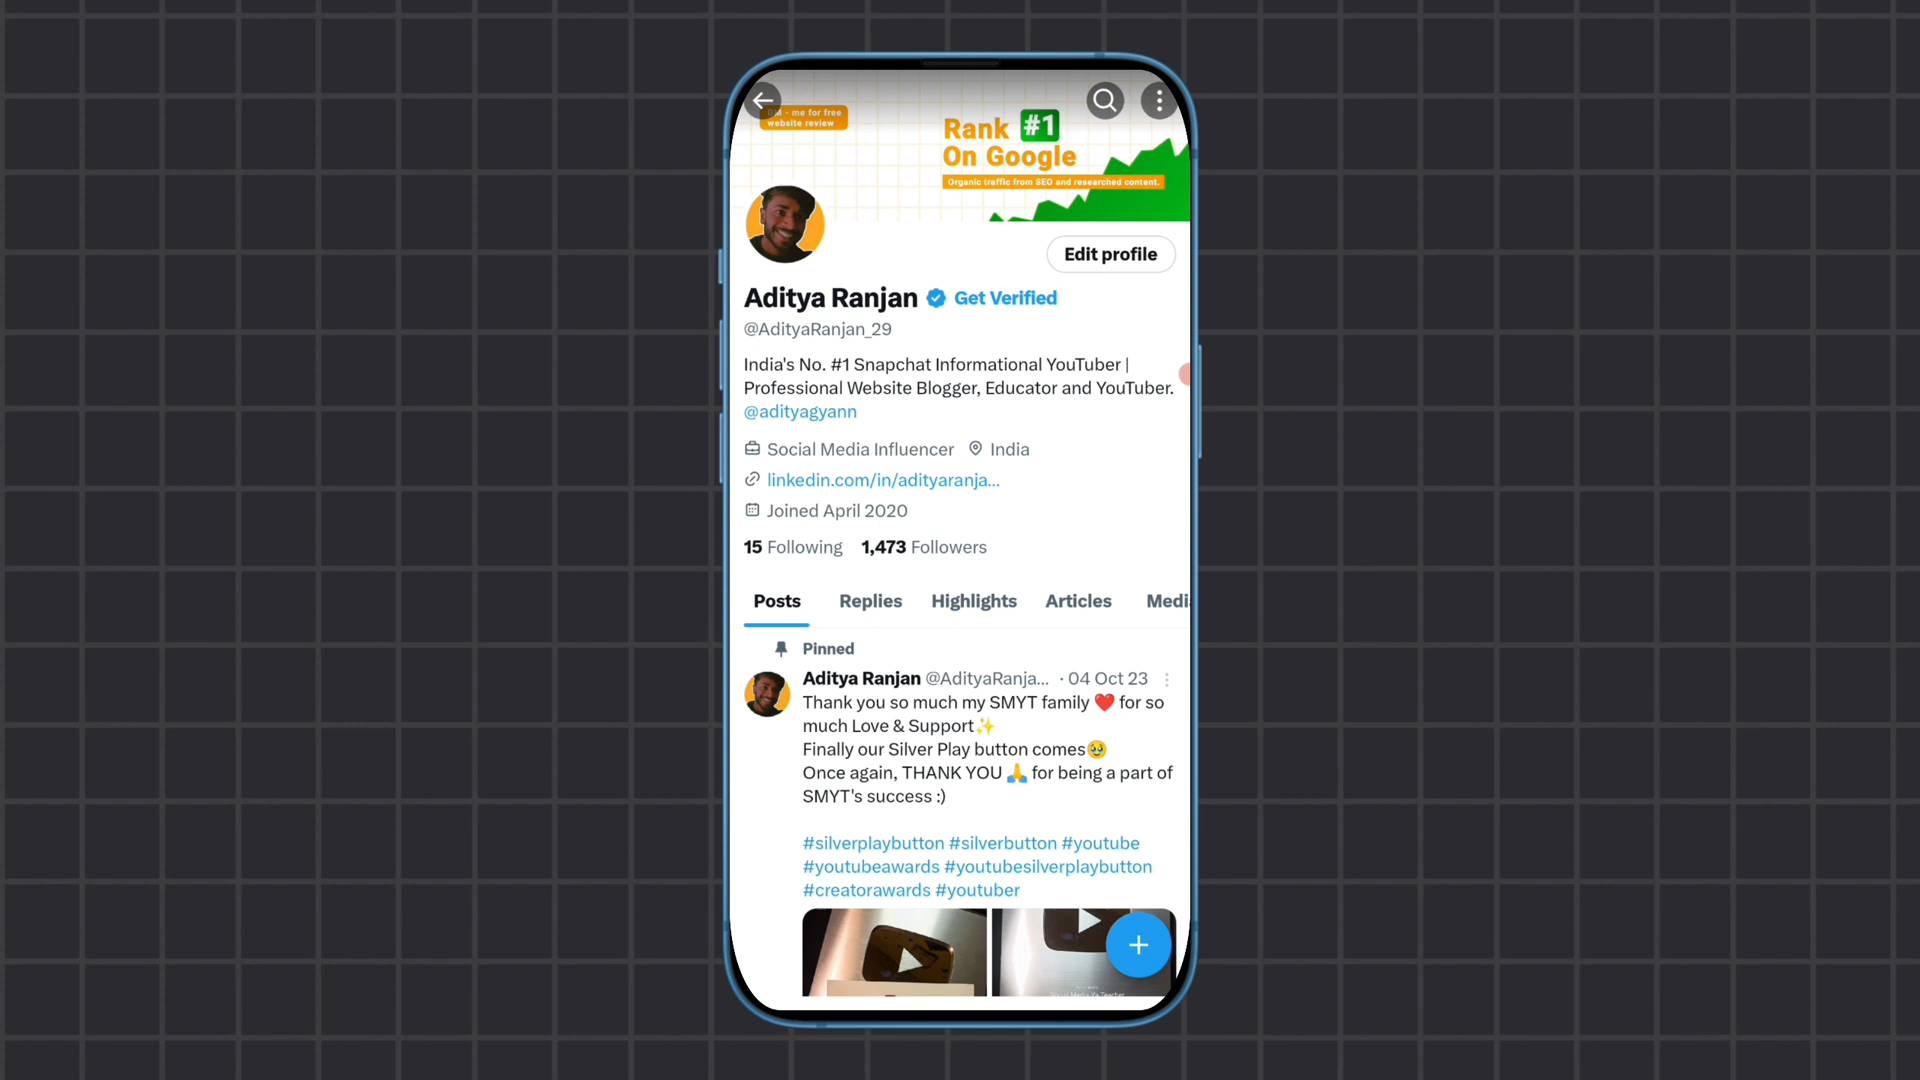 DM - me for free
website review
Rank #1
On Google
Organic traffic from SEO and researched content.
Edit profile
Aditya Ranjan Get Verified
@AdityaRanjan_29
India's No. #1 Snapchat Informational YouTuber |
Professional Website Blogger, Educator and YouTuber.
@adityagyann
Social Media Influencer India
linkedin.com/in/adityaranja...
Joined April 2020
15 Following 1,473 Followers
Posts Replies Highlights Articles Medi
Pinned
Aditya Ranjan @AdityaRanja... · 04 Oct 23
Thank you so much my SMYT family ❤️ for so
much Love & Support✨
Finally our Silver Play button comes🥹
Once again, THANK YOU 🙏 for being a part of
SMYT's success :)
#silverplaybutton #silverbutton #youtube
#youtubeawards #youtubesilverplaybutton
#creatorawards #youtuber
Social Media Ya Teacher